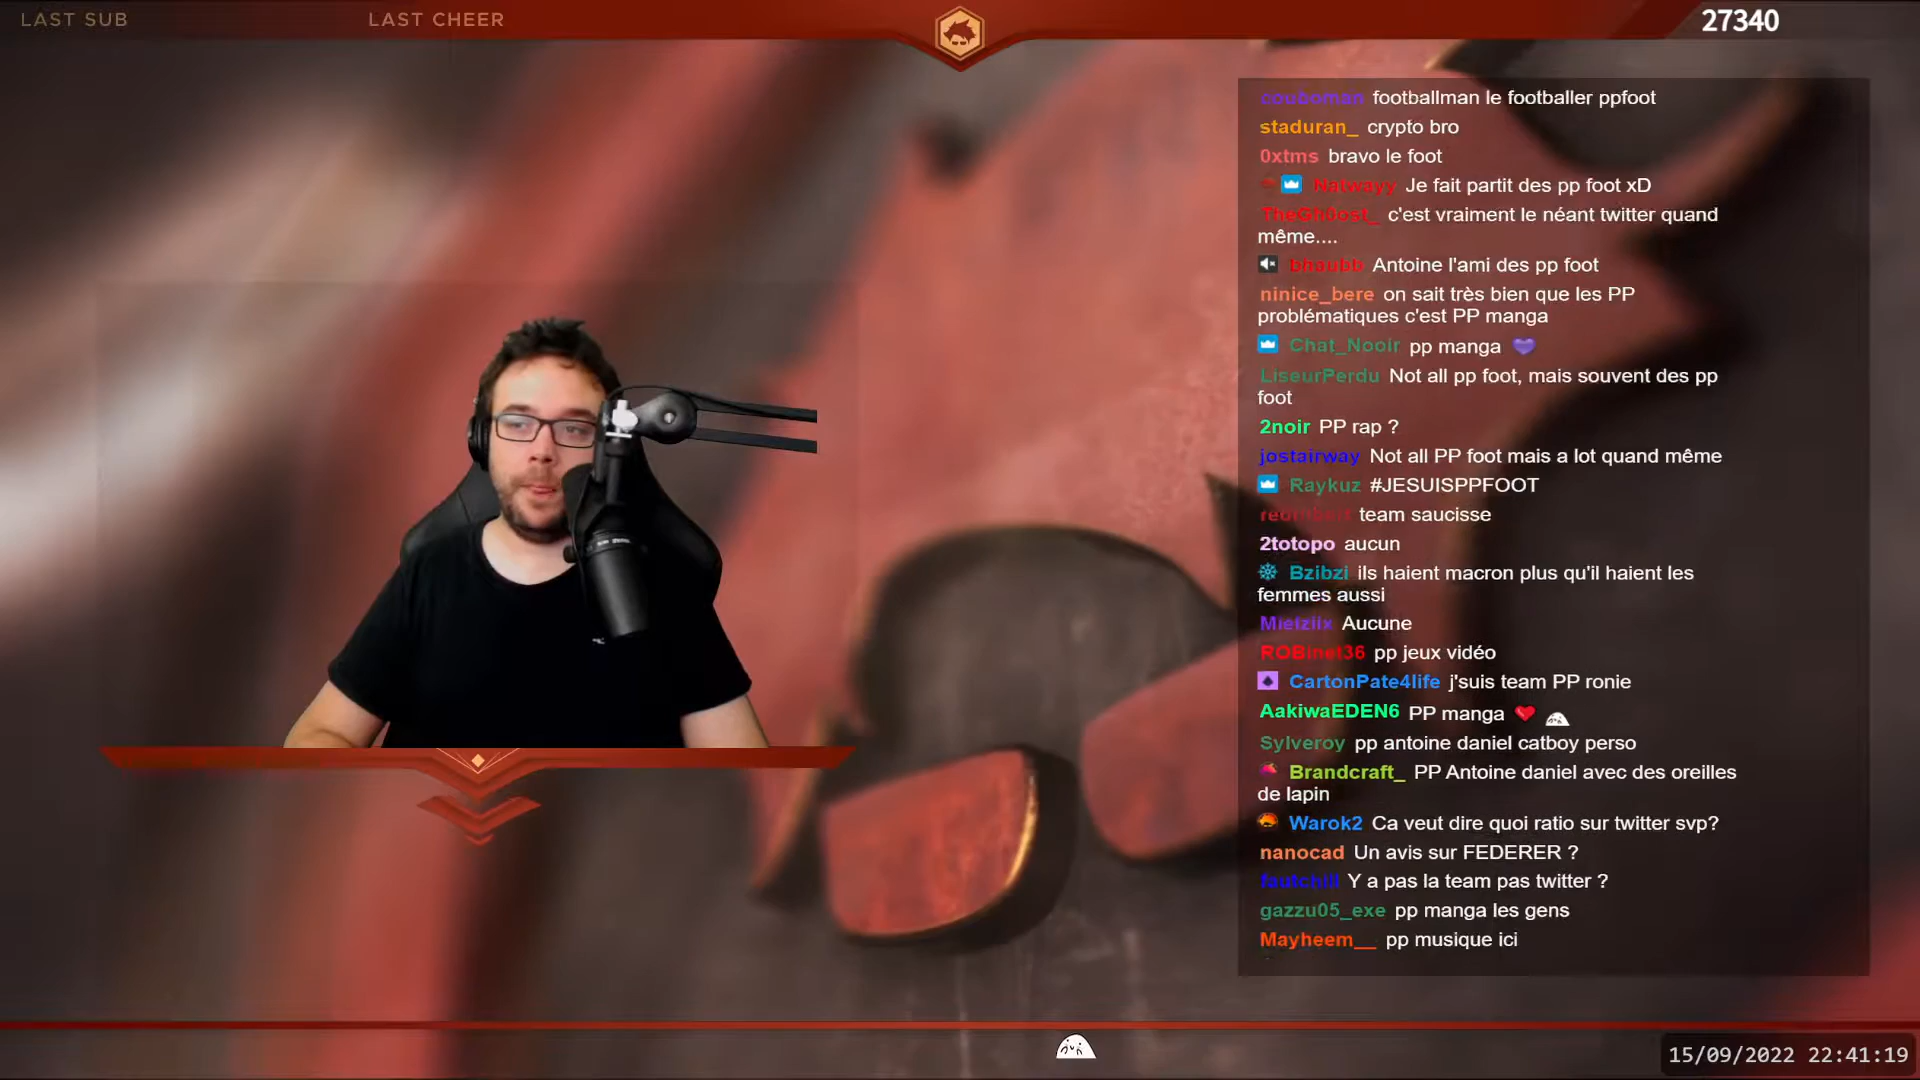 LAST SUB
LAST CHEER
27340
couboman footballman le footballer ppfoot
staduran_ crypto bro
0xtms bravo le foot
Natwayy Je fait partit des pp foot xD
TheGh0ost_ c'est vraiment le néant twitter quand
même....
bhaubb Antoine l'ami des pp foot
ninice_bere on sait très bien que les PP
problématiques c'est PP manga
Chat_Nooir pp manga
LiseurPerdu Not all pp foot, mais souvent des pp
foot
2noir PP rap ?
jostairway Not all PP foot mais a lot quand même
Raykuz #JESUISPPFOOT
team saucisse
2totopo aucun
Bzibzi ils haient macron plus qu'il haient les
femmes aussi
Mielziix Aucune
ROBinet36 pp jeux vidéo
CartonPate4life j'suis team PP ronie
AakiwaEDEN6 PP manga
Sylveroy pp antoine daniel catboy perso
Brandcraft_ PP Antoine daniel avec des oreilles
de lapin
Warok2 Ca veut dire quoi ratio sur twitter svp?
nanocad Un avis sur FEDERER ?
fautchill Y a pas la team pas twitter ?
gazzu05_exe pp manga les gens
Mayheem__ pp musique ici
15/09/2022 22:41:19